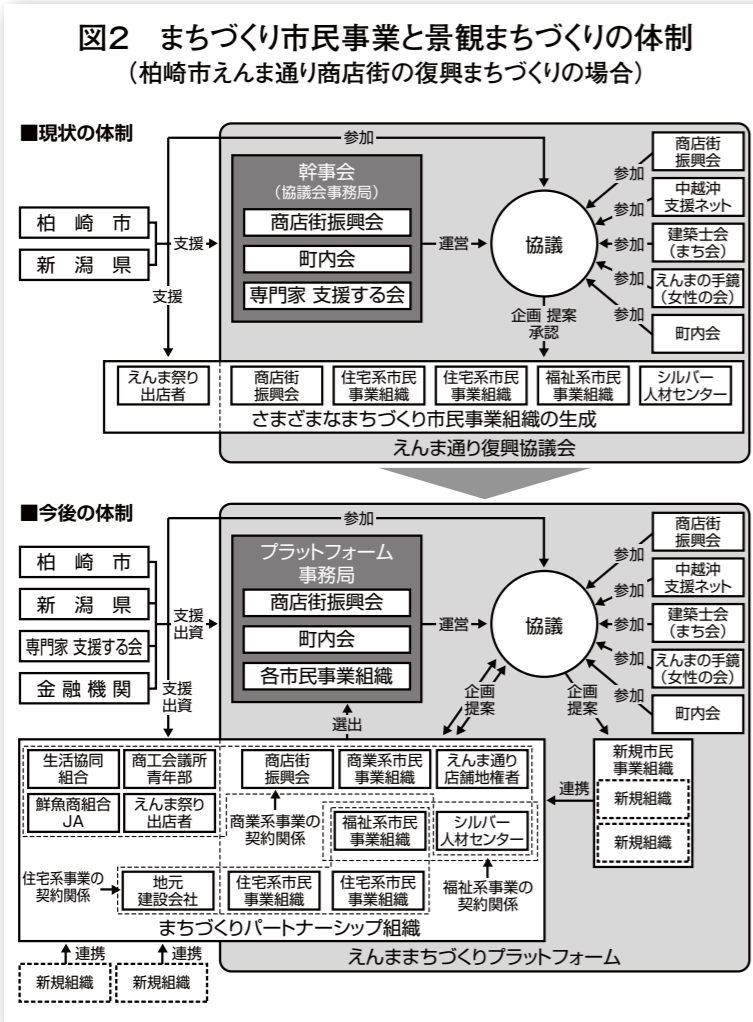 図2　まちづくり市民事業と景観まちづくりの体制
（柏崎市えんま通り商店街の復興まちづくりの場合）
■現状の体制
参加
柏　崎　市
新　潟　県
支援
支援
幹事会
（協議会事務局）
商店街振興会
町内会
専門家 支援する会
運営
協議
参加
参加
参加
参加
参加
商店街
振興会
中越沖
支援ネット
建築士会
（まち会）
えんまの手鏡
（女性の会）
町内会
企画 提案
承認
えんま祭り
出店者
商店街
振興会
住宅系市民
事業組織
住宅系市民
事業組織
福祉系市民
事業組織
シルバー
人材センター
さまざまなまちづくり市民事業組織の生成
えんま通り復興協議会
■今後の体制
参加
柏　崎　市
新　潟　県
専門家 支援する会
金 融 機 関
支援
出資
支援
出資
プラットフォーム
事務局
商店街振興会
町内会
各市民事業組織
運営
協議
参加
参加
参加
参加
参加
商店街
振興会
中越沖
支援ネット
建築士会
（まち会）
えんまの手鏡
（女性の会）
町内会
選出
企画
提案
企画
提案
生活協同
組合
商工会議所
青年部
鮮魚商組合
JA
えんま祭り
出店者
商店街
振興会
商業系市民
事業組織
えんま通り
店舗地権者
商業系事業の
契約関係
福祉系市民
事業組織
シルバー
人材センター
連携
新規市民
事業組織
新規組織
新規組織
住宅系事業の
契約関係
地元
建設会社
住宅系市民
事業組織
住宅系市民
事業組織
福祉系事業の
契約関係
まちづくりパートナーシップ組織
えんままちづくりプラットフォーム
連携
連携
新規組織
新規組織